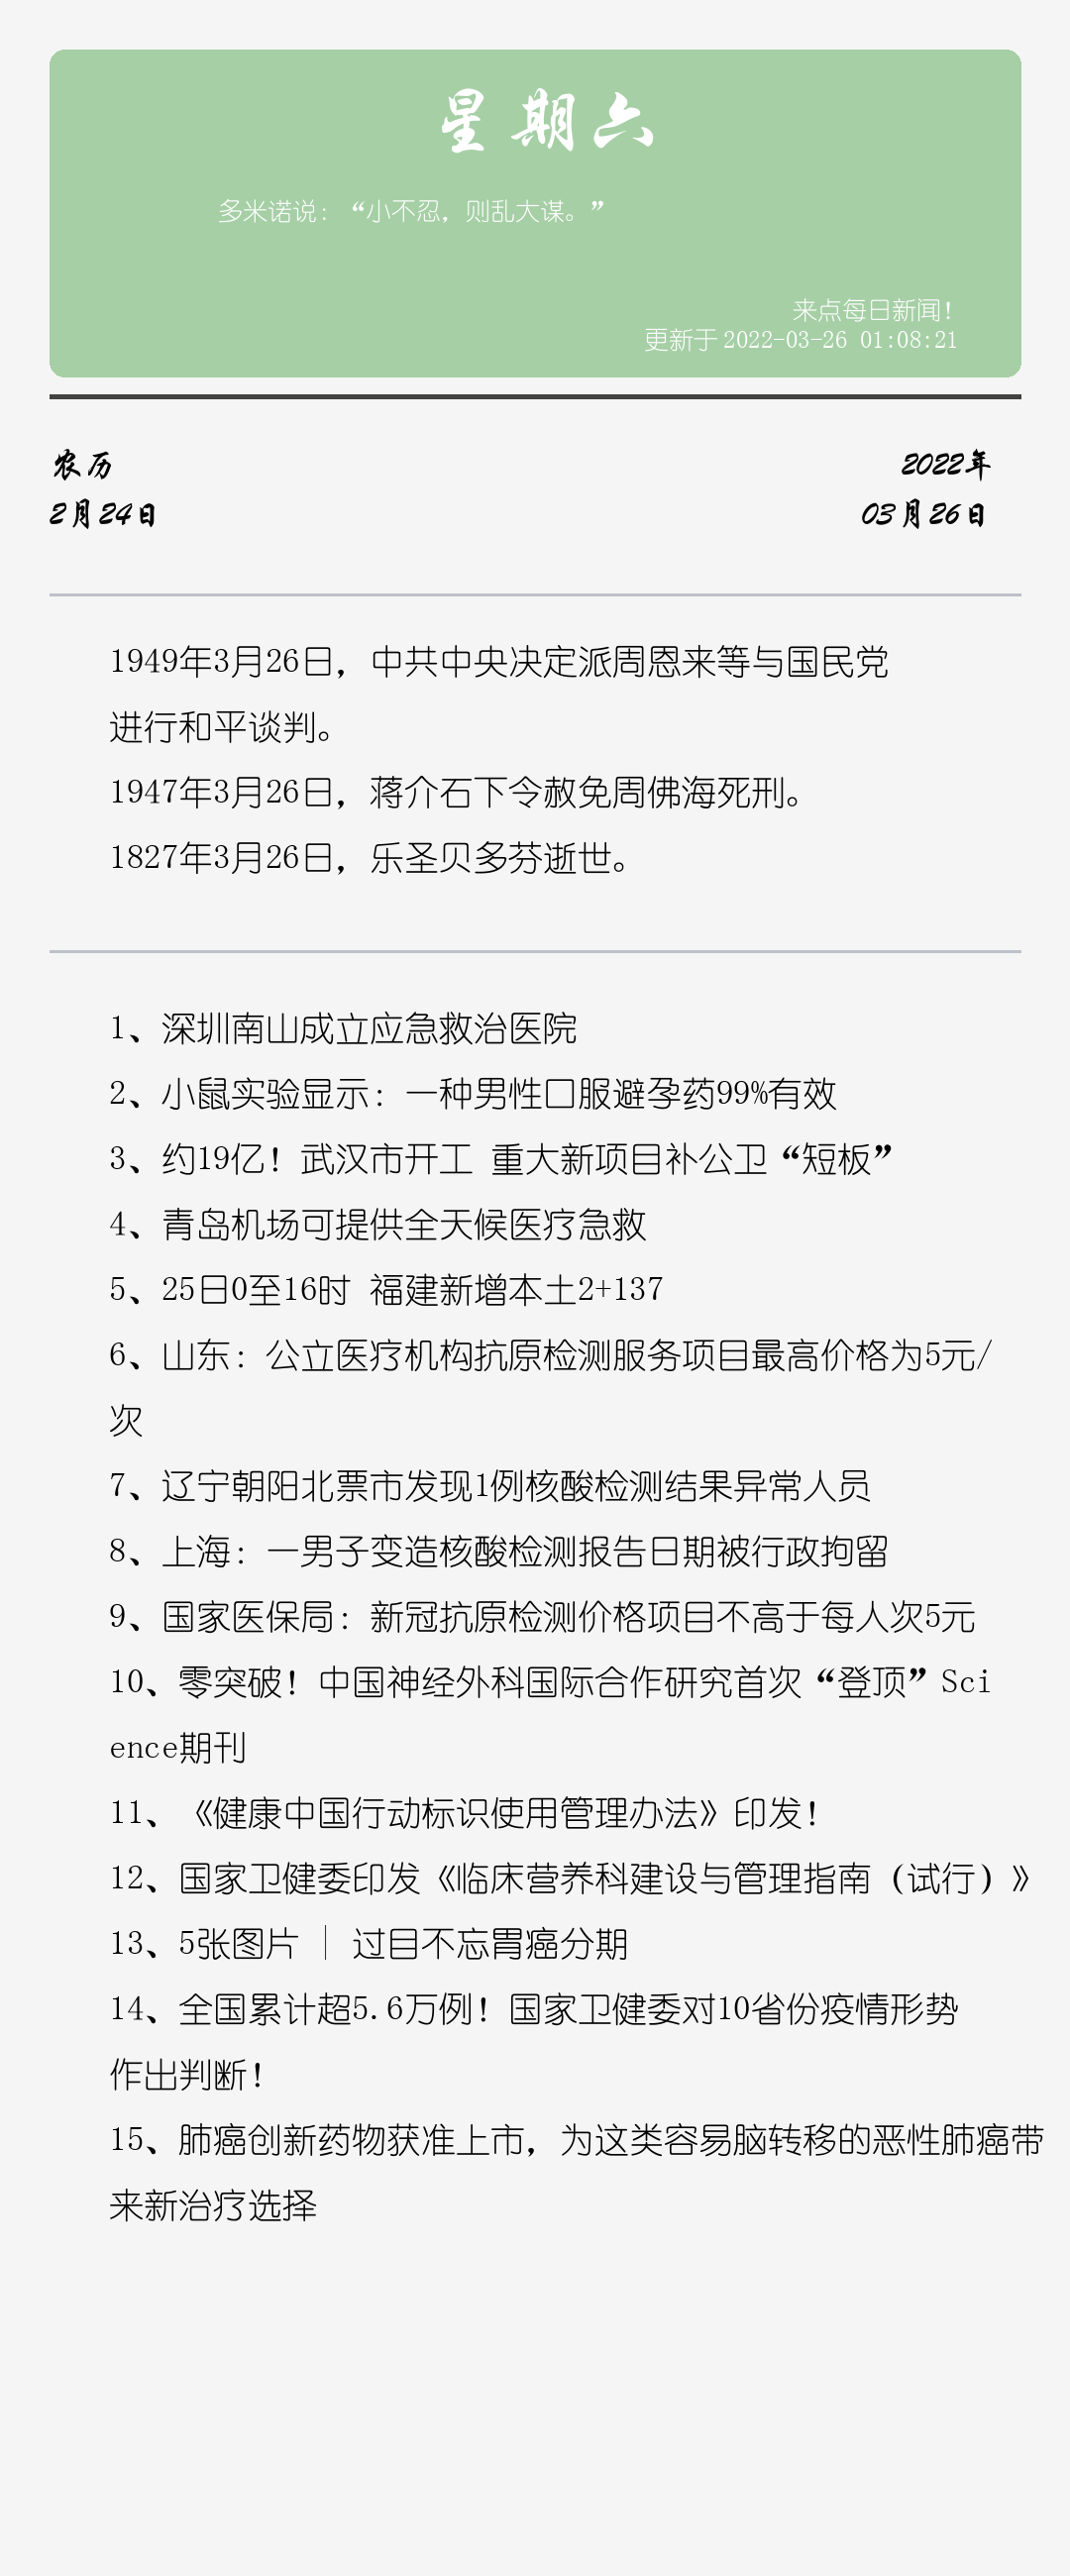 星期六
多米诺说：“小不忍，则乱大谋。”
来点每日新闻！
更新于 2022-03-26 01:08:21
农历
2022年
2月24日
03月26日
1949年3月26日，中共中央决定派周恩来等与国民党
进行和平谈判。
1947年3月26日，蒋介石下令赦免周佛海死刑。
1827年3月26日，乐圣贝多芬逝世。
1、深圳南山成立应急救治医院
2、小鼠实验显示：一种男性口服避孕药99%有效
3、约19亿！武汉市开工 重大新项目补公卫“短板”
4、青岛机场可提供全天候医疗急救
5、25日0至16时 福建新增本土2+137
6、山东：公立医疗机构抗原检测服务项目最高价格为5元/
次
7、辽宁朝阳北票市发现1例核酸检测结果异常人员
8、上海：一男子变造核酸检测报告日期被行政拘留
9、国家医保局：新冠抗原检测价格项目不高于每人次5元
10、零突破！中国神经外科国际合作研究首次“登顶”Sci
ence期刊
11、《健康中国行动标识使用管理办法》印发！
12、国家卫健委印发《临床营养科建设与管理指南（试行）》
13、5张图片 | 过目不忘胃癌分期
14、全国累计超5.6万例！国家卫健委对10省份疫情形势
作出判断！
15、肺癌创新药物获准上市，为这类容易脑转移的恶性肺癌带
来新治疗选择